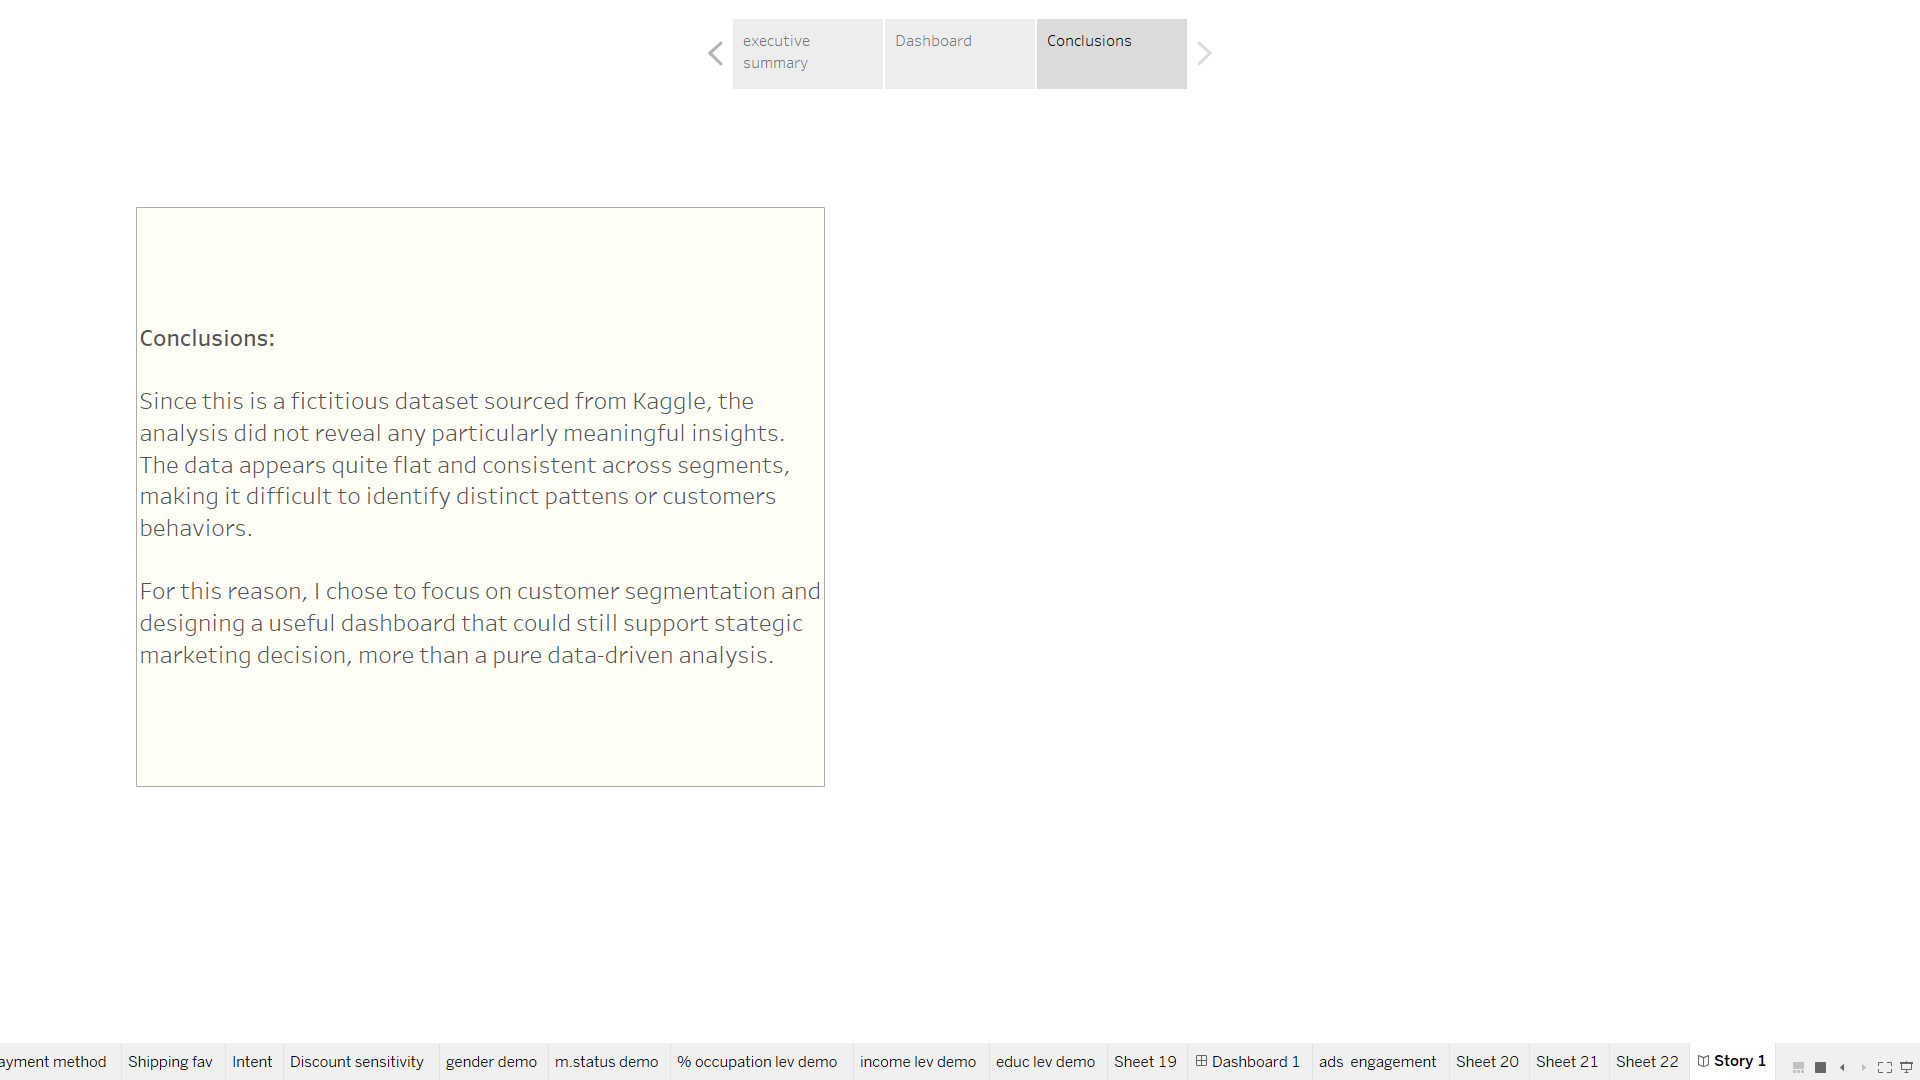 executive
summary
Dashboard
Conclusions
Conclusions:
Since this is a fictitious dataset sourced from Kaggle, the
analysis did not reveal any particularly meaningful insights.
The data appears quite flat and consistent across segments,
making it difficult to identify distinct pattens or customers
behaviors.
For this reason, I chose to focus on customer segmentation and
designing a useful dashboard that could still support stategic
marketing decision, more than a pure data-driven analysis.
ayment method Shipping fav Intent Discount sensitivity gender demo m.status demo % occupation lev demo income lev demo educ lev demo Sheet 19 Dashboard 1 ads engagement Sheet 20 Sheet 21 Sheet 22 Story 1